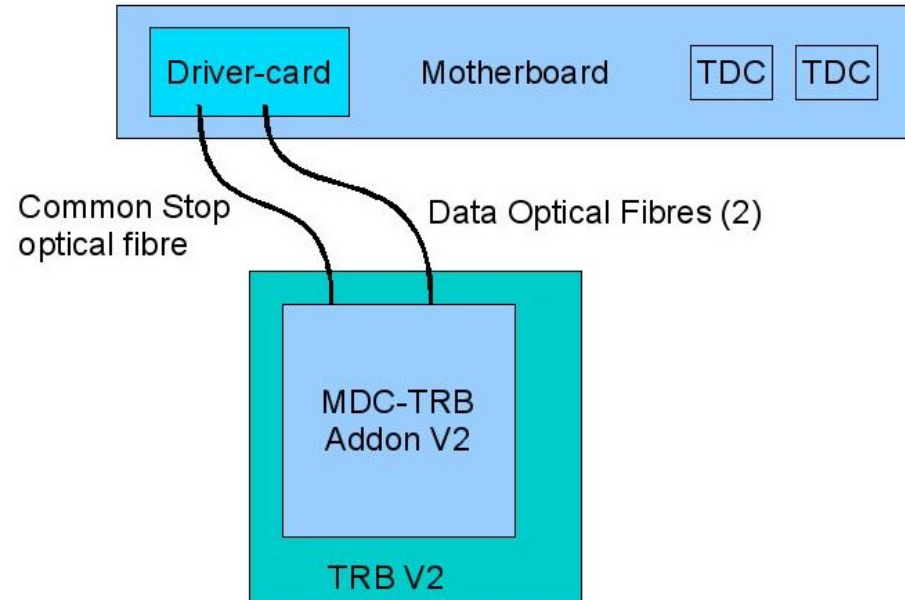 Driver-card
Motherboard
TDC
TDC
Common Stop
optical fibre
Data Optical Fibres (2)
MDC-TRB
Addon V2
TRB V2